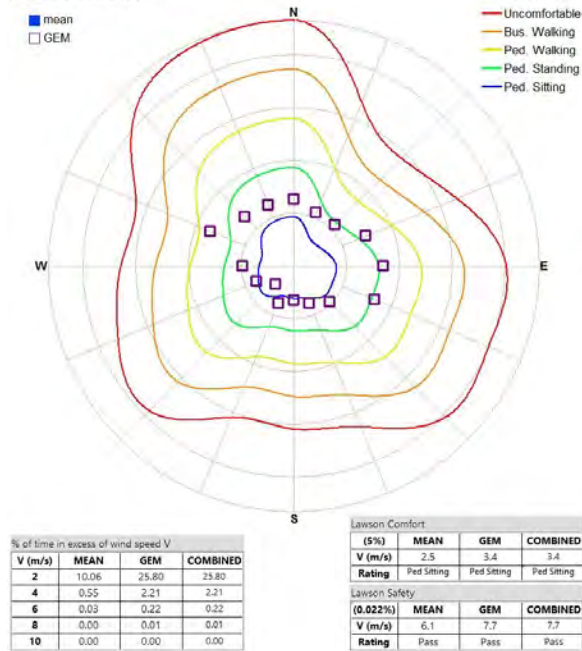 mean
GEM
N
Uncomfortable
Bus. Walking
Ped. Walking
Ped. Standing
Ped. Sitting
W
E
S
% of time in excess of wind speed V
V (m/s) MEAN GEM COMBINED
2 10.06 25.80 25.80
4 0.55 2.21 2.21
6 0.03 0.22 0.22
8 0.00 0.01 0.01
10 0.00 0.00 0.00
Lawson Comfort
(5%) MEAN GEM COMBINED
V (m/s) 2.5 3.4 3.4
Rating Ped Sitting Ped Sitting Ped Sitting
Lawson Safety
(0.022%) MEAN GEM COMBINED
V (m/s) 6.1 7.7 7.7
Rating Pass Pass Pass